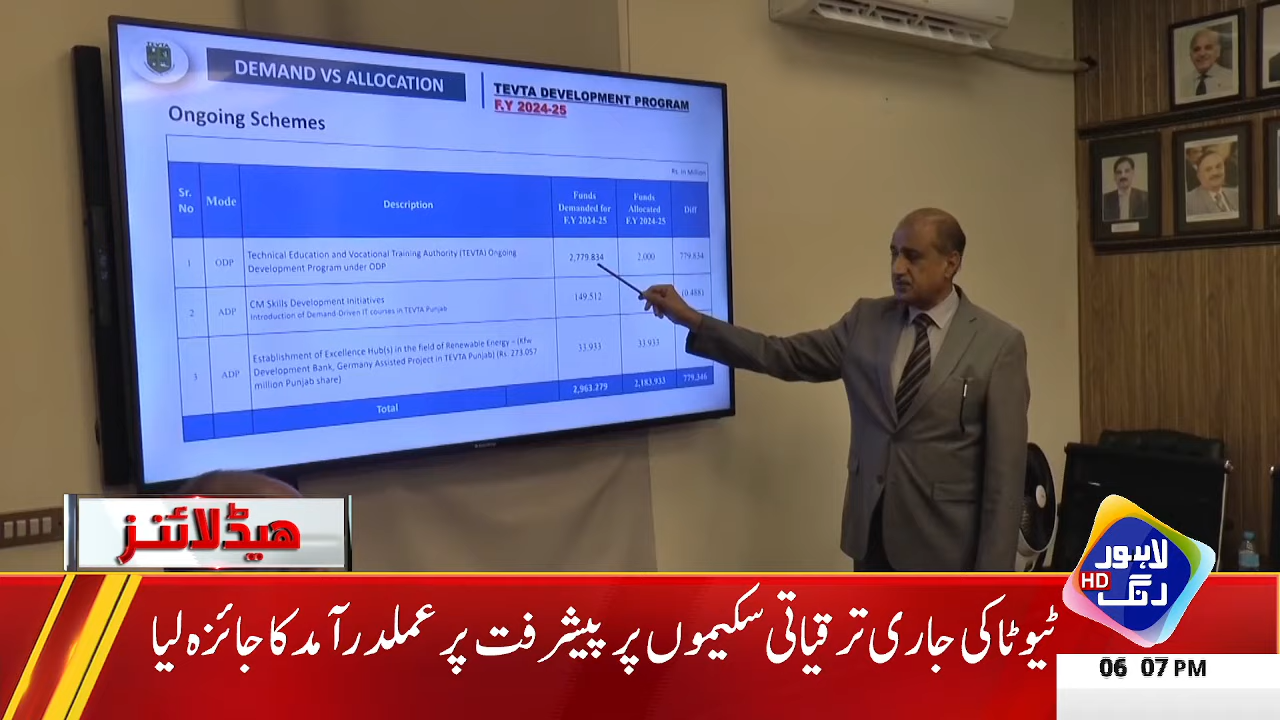 TEVTA
DEMAND VS ALLOCATION
TEVTA DEVELOPMENT PROGRAM
F.Y 2024-25
Ongoing Schemes
Rs. in Million
Sr. No Mode Description Funds Demanded for F.Y 2024-25 Funds Allocated F.Y 2024-25 Diff
1 ODP Technical Education and Vocational Training Authority (TEVTA) Ongoing Development Program under ODP 2,779.834 2,000 779.834
2 ADP CM Skills Development Initiatives
Introduction of Demand-Driven IT courses in TEVTA Punjab 149.512 (0.488)
3 ADP Establishment of Excellence Hub(s) in the field of Renewable Energy – (Kfw Development Bank, Germany Assisted Project in TEVTA Punjab) (Rs. 273.057 million Punjab share) 33.933 33.933
Total 2,963.279 2,183.933 779.346
ہیڈلائنز
لاہور
HD رنگ
ٹیوٹا کی جاری ترقیاتی سکیموں پر پیشرفت پر عملدرآمد کا جائزہ لیا
06 07 PM